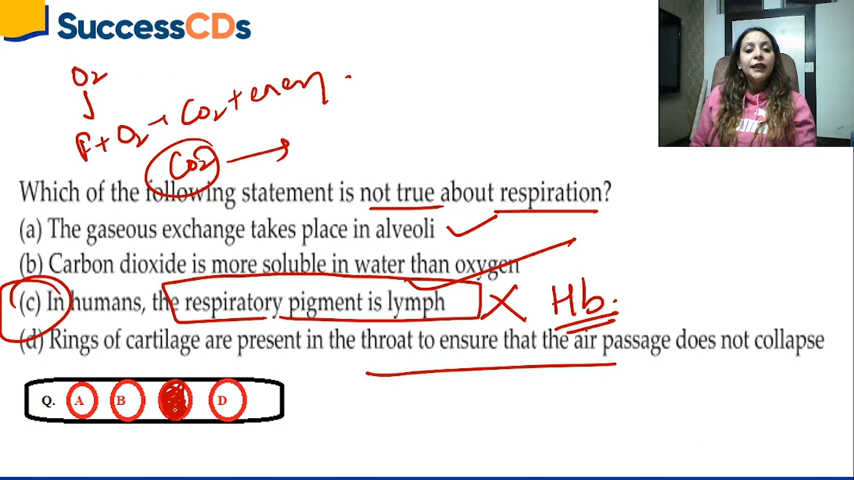 SuccessCDs
O2
F + O2 → CO2 + energy
CO2 →
Which of the following statement is not true about respiration?
(a) The gaseous exchange takes place in alveoli
(b) Carbon dioxide is more soluble in water than oxygen
(c) In humans, the respiratory pigment is lymph
Hb.
(d) Rings of cartilage are present in the throat to ensure that the air passage does not collapse
Q. A B D